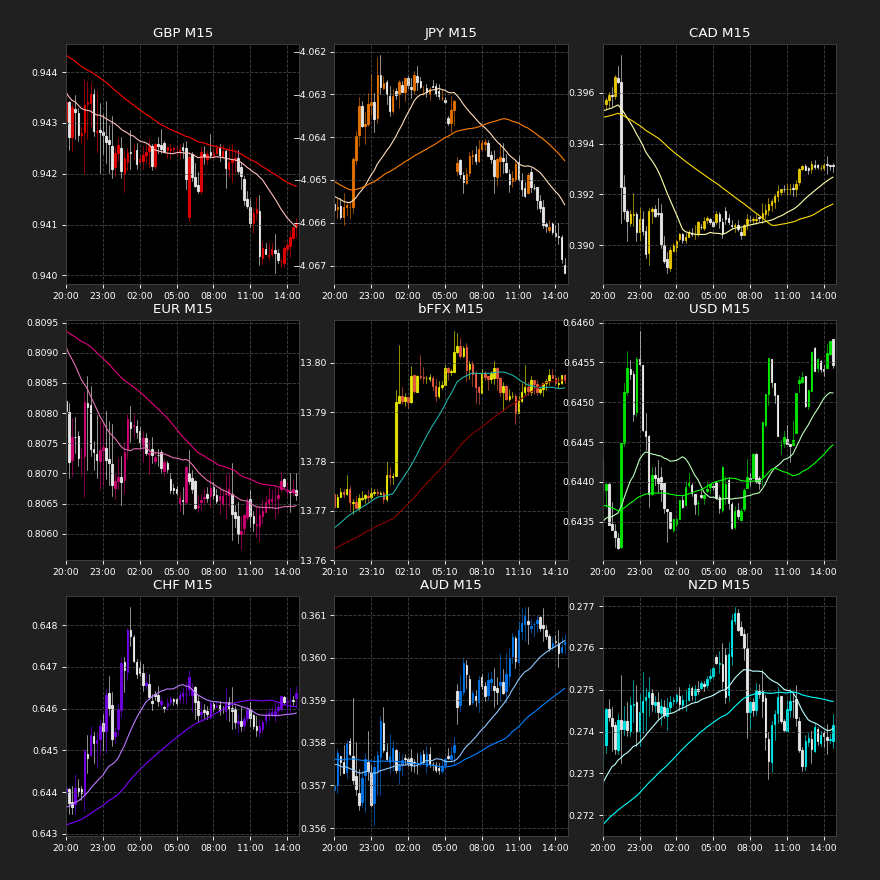 GBP M15
JPY M15
CAD M15
0.944
0.943
0.942
0.941
0.940
20:00 23:00 02:00 05:00 08:00 11:00 14:00
−4.062
−4.063
−4.064
−4.065
−4.066
−4.067
20:00 23:00 02:00 05:00 08:00 11:00 14:00
0.396
0.394
0.392
0.390
20:00 23:00 02:00 05:00 08:00 11:00 14:00
EUR M15
bFFX M15
USD M15
0.8095
0.8090
0.8085
0.8080
0.8075
0.8070
0.8065
0.8060
20:00 23:00 02:00 05:00 08:00 11:00 14:00
13.80
13.79
13.78
13.77
13.76
20:10 23:10 02:10 05:10 08:10 11:10 14:10
0.6460
0.6455
0.6450
0.6445
0.6440
0.6435
20:00 23:00 02:00 05:00 08:00 11:00 14:00
CHF M15
AUD M15
NZD M15
0.648
0.647
0.646
0.645
0.644
0.643
20:00 23:00 02:00 05:00 08:00 11:00 14:00
0.361
0.360
0.359
0.358
0.357
0.356
20:00 23:00 02:00 05:00 08:00 11:00 14:00
0.277
0.276
0.275
0.274
0.273
0.272
20:00 23:00 02:00 05:00 08:00 11:00 14:00